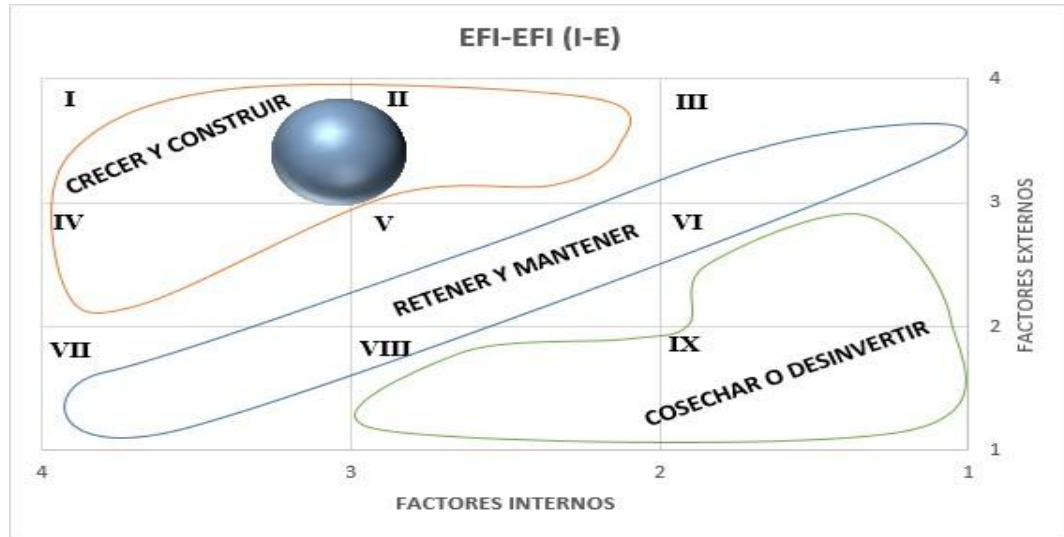 EFI-EFI (I-E)
I
II
III
4
CRECER Y CONSTRUIR
IV
V
VI
3
RETENER Y MANTENER
FACTORES EXTERNOS
VII
VIII
IX
2
COSECHAR O DESINVERTIR
1
4
3
2
1
FACTORES INTERNOS